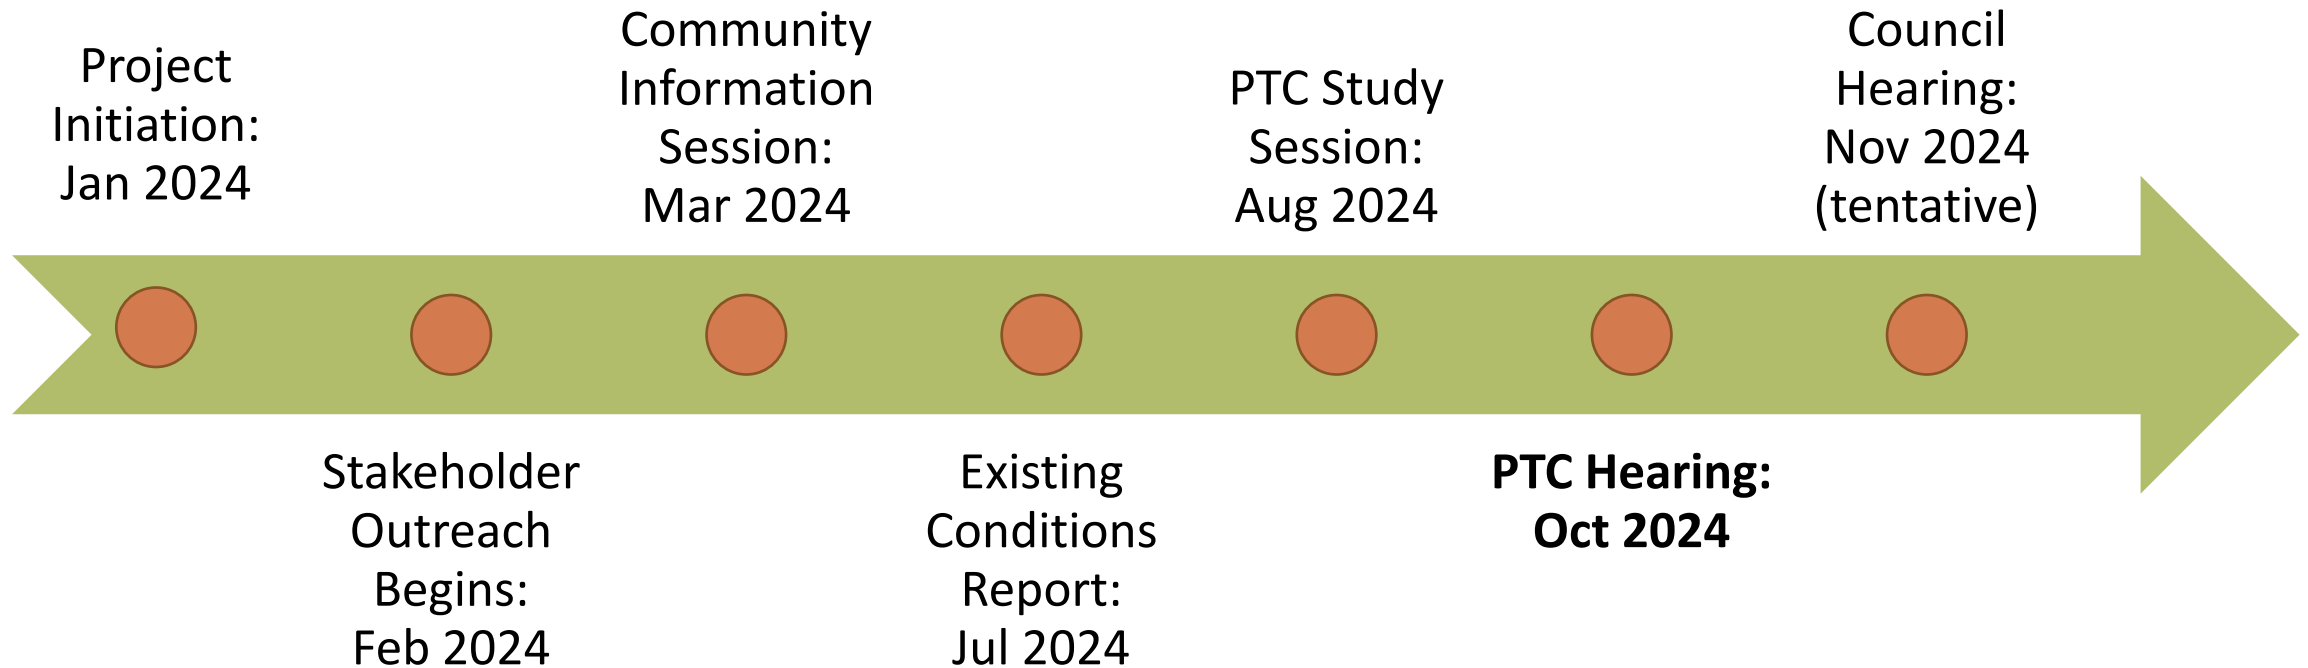 Project
Initiation:
Jan 2024
Stakeholder
Outreach
Begins:
Feb 2024
Community
Information
Session:
Mar 2024
Existing
Conditions
Report:
Jul 2024
PTC Study
Session:
Aug 2024
PTC Hearing:
Oct 2024
Council
Hearing:
Nov 2024
(tentative)